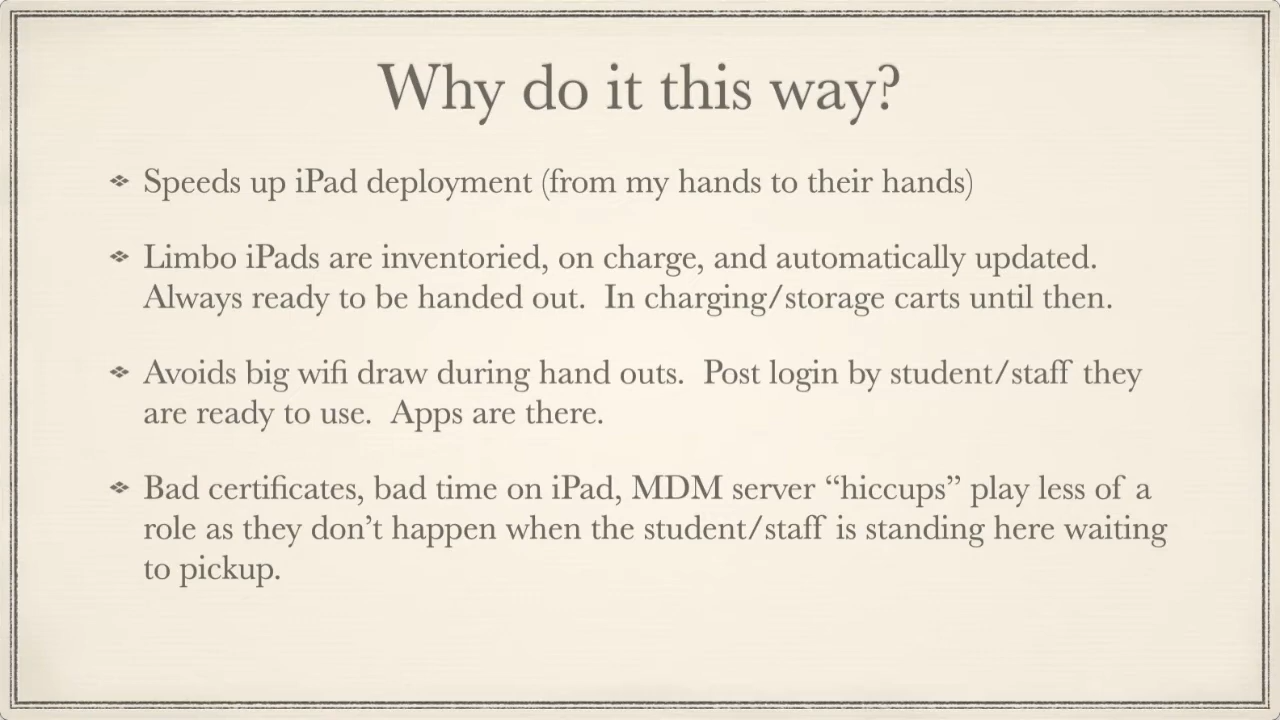 Why do it this way?
Speeds up iPad deployment (from my hands to their hands)
Limbo iPads are inventoried, on charge, and automatically updated.
Always ready to be handed out.  In charging/storage carts until then.
Avoids big wifi draw during hand outs.  Post login by student/staff they
are ready to use.  Apps are there.
Bad certificates, bad time on iPad, MDM server “hiccups” play less of a
role as they don’t happen when the student/staff is standing here waiting
to pickup.